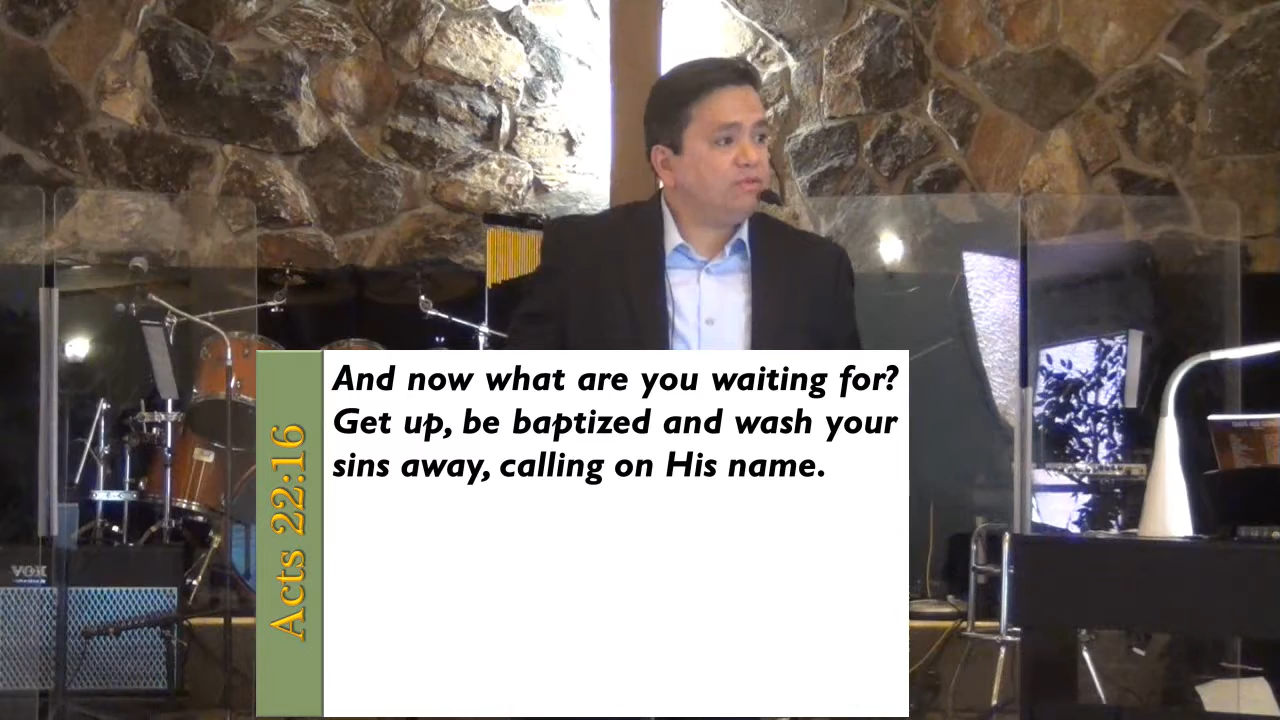 And now what are you waiting for?
Get up, be baptized and wash your
sins away, calling on His name.
Acts 22:16
VOX